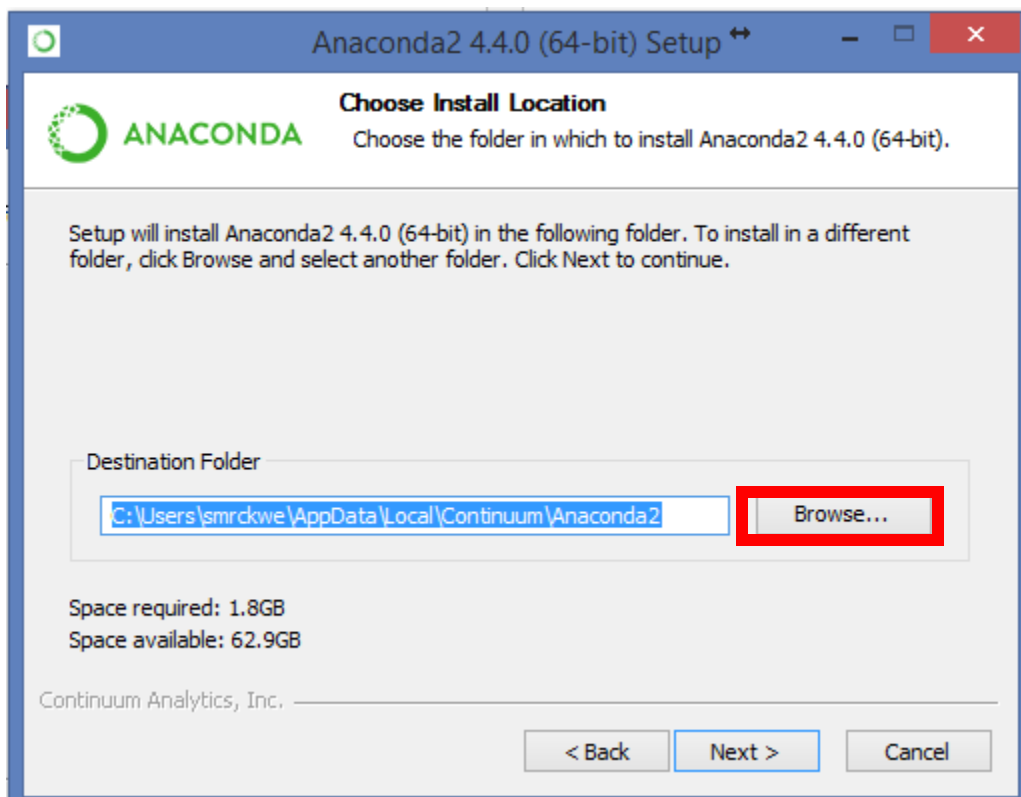 Anaconda2 4.4.0 (64-bit) Setup
ANACONDA
Choose Install Location
Choose the folder in which to install Anaconda2 4.4.0 (64-bit).
Setup will install Anaconda2 4.4.0 (64-bit) in the following folder. To install in a different
folder, click Browse and select another folder. Click Next to continue.
Destination Folder
C:\Users\smrckwe\AppData\Local\Continuum\Anaconda2
Browse...
Space required: 1.8GB
Space available: 62.9GB
Continuum Analytics, Inc.
< Back
Next >
Cancel